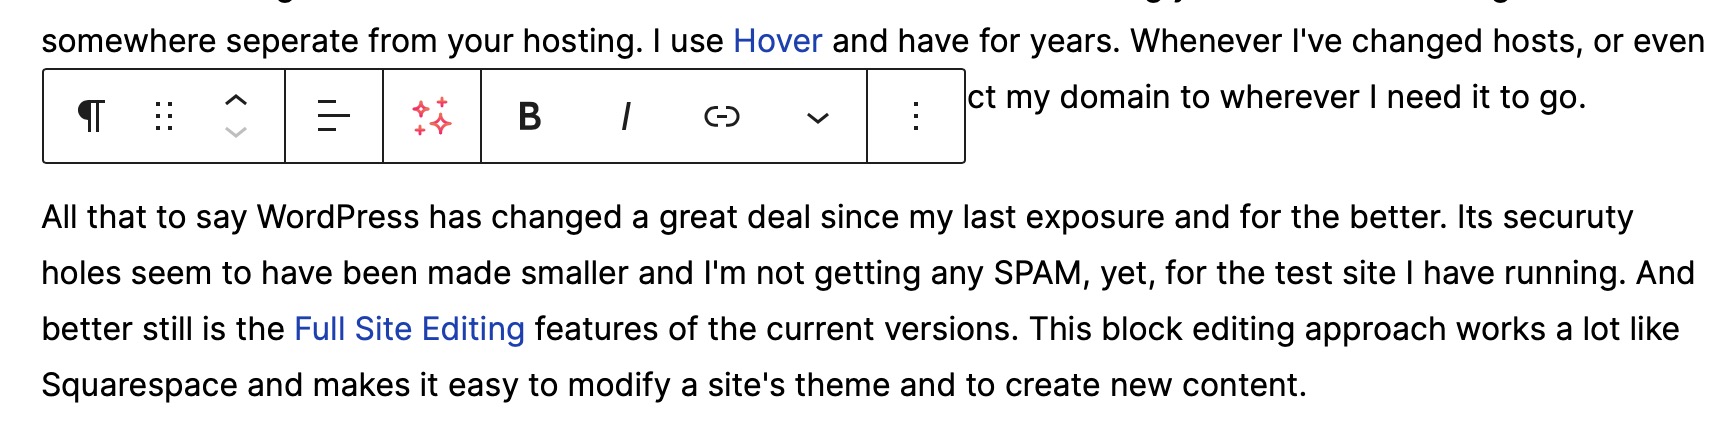 somewhere seperate from your hosting. I use Hover and have for years. Whenever I've changed hosts, or even
ct my domain to wherever I need it to go.
B I
All that to say WordPress has changed a great deal since my last exposure and for the better. Its securuty
holes seem to have been made smaller and I'm not getting any SPAM, yet, for the test site I have running. And
better still is the Full Site Editing features of the current versions. This block editing approach works a lot like
Squarespace and makes it easy to modify a site's theme and to create new content.